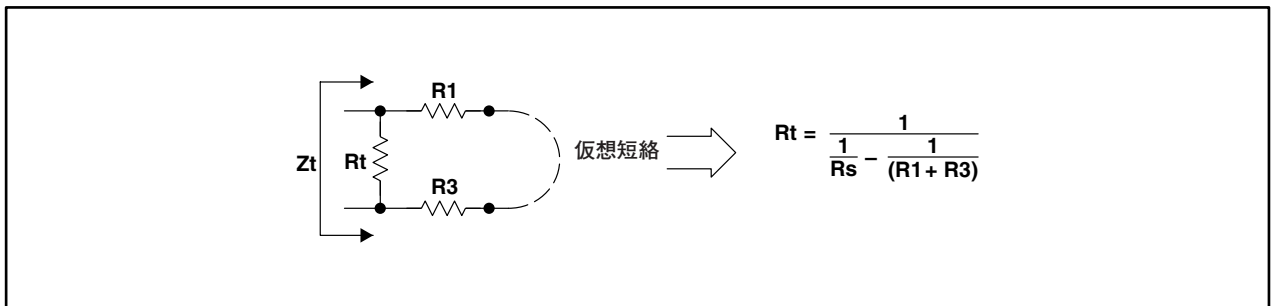 R1
Zt
Rt
R3
仮想短絡
Rt = 1 / (1/Rs – 1/(R1 + R3))